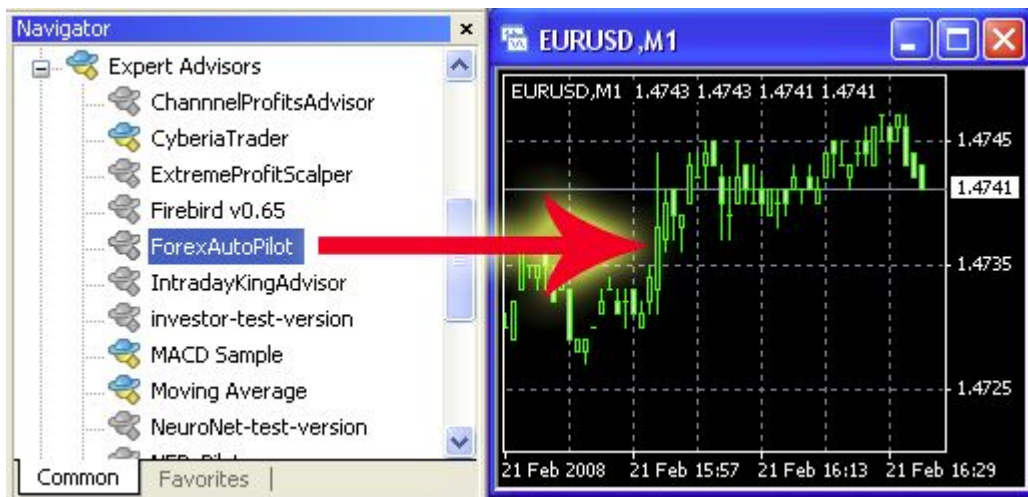 Navigator
Expert Advisors
ChannnelProfitsAdvisor
CyberiaTrader
ExtremeProfitScalper
Firebird v0.65
ForexAutoPilot
IntradayKingAdvisor
investor-test-version
MACD Sample
Moving Average
NeuroNet-test-version
Common Favorites
EURUSD,M1
EURUSD,M1 1.4743 1.4743 1.4741 1.4741
1.4745
1.4741
1.4735
1.4725
21 Feb 2008 21 Feb 15:57 21 Feb 16:13 21 Feb 16:29